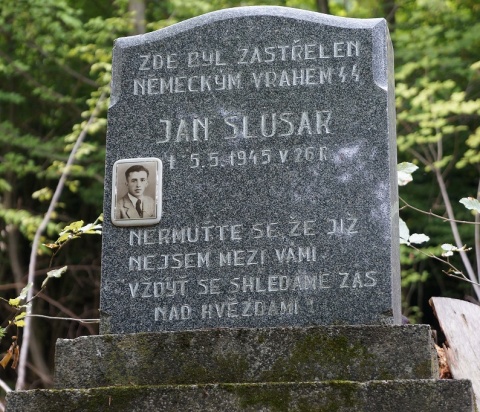 ZDE BYL ZASTŘELEN
NĚMECKÝM VRAHEM SS
JAN SLUSAR
† 5.5.1945 V 26 R.
NERMUŤTE SE ŽE JIŽ
NEJSEM MEZI VÁMI
VŽDYŤ SE SHLEDÁME ZAS
NAD HVĚZDAMI !